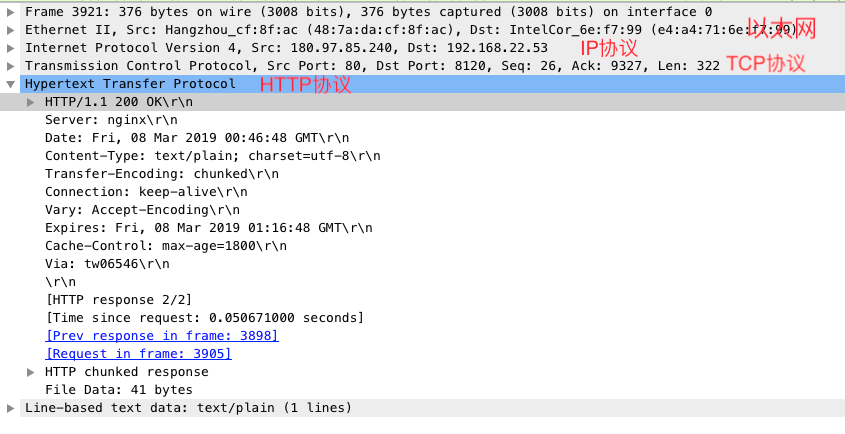 Frame 3921: 376 bytes on wire (3008 bits), 376 bytes captured (3008 bits) on interface 0
Ethernet II, Src: Hangzhou_cf:8f:ac (48:7a:da:cf:8f:ac), Dst: IntelCor_6e:f7:99 (e4:a4:71:6e:f7:99) 以太网
Internet Protocol Version 4, Src: 180.97.85.240, Dst: 192.168.22.53 IP协议
Transmission Control Protocol, Src Port: 80, Dst Port: 8120, Seq: 26, Ack: 9327, Len: 322 TCP协议
Hypertext Transfer Protocol HTTP协议
HTTP/1.1 200 OK\r\n
Server: nginx\r\n
Date: Fri, 08 Mar 2019 00:46:48 GMT\r\n
Content-Type: text/plain; charset=utf-8\r\n
Transfer-Encoding: chunked\r\n
Connection: keep-alive\r\n
Vary: Accept-Encoding\r\n
Expires: Fri, 08 Mar 2019 01:16:48 GMT\r\n
Cache-Control: max-age=1800\r\n
Via: tw06546\r\n
\r\n
[HTTP response 2/2]
[Time since request: 0.050671000 seconds]
[Prev response in frame: 3898]
[Request in frame: 3905]
HTTP chunked response
File Data: 41 bytes
Line-based text data: text/plain (1 lines)